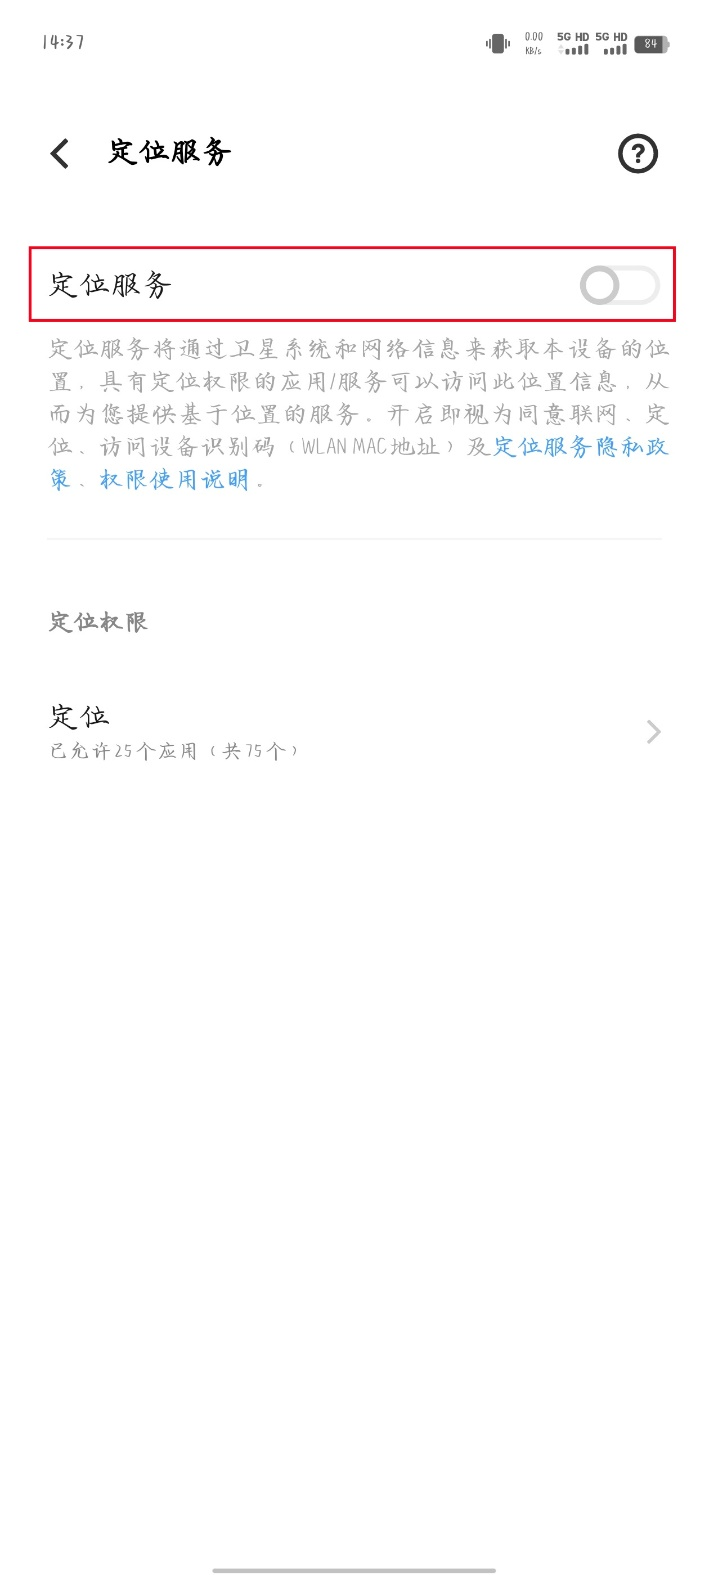 14:37
0.00 KB/s 5G HD 5G HD 84
定位服务
定位服务
定位服务将通过卫星系统和网络信息来获取本设备的位
置，具有定位权限的应用/服务可以访问此位置信息，从
而为您提供基于位置的服务。开启即视为同意联网、定
位、访问设备识别码（WLAN MAC地址）及定位服务隐私政
策、权限使用说明。
定位权限
定位
已允许25个应用（共75个）